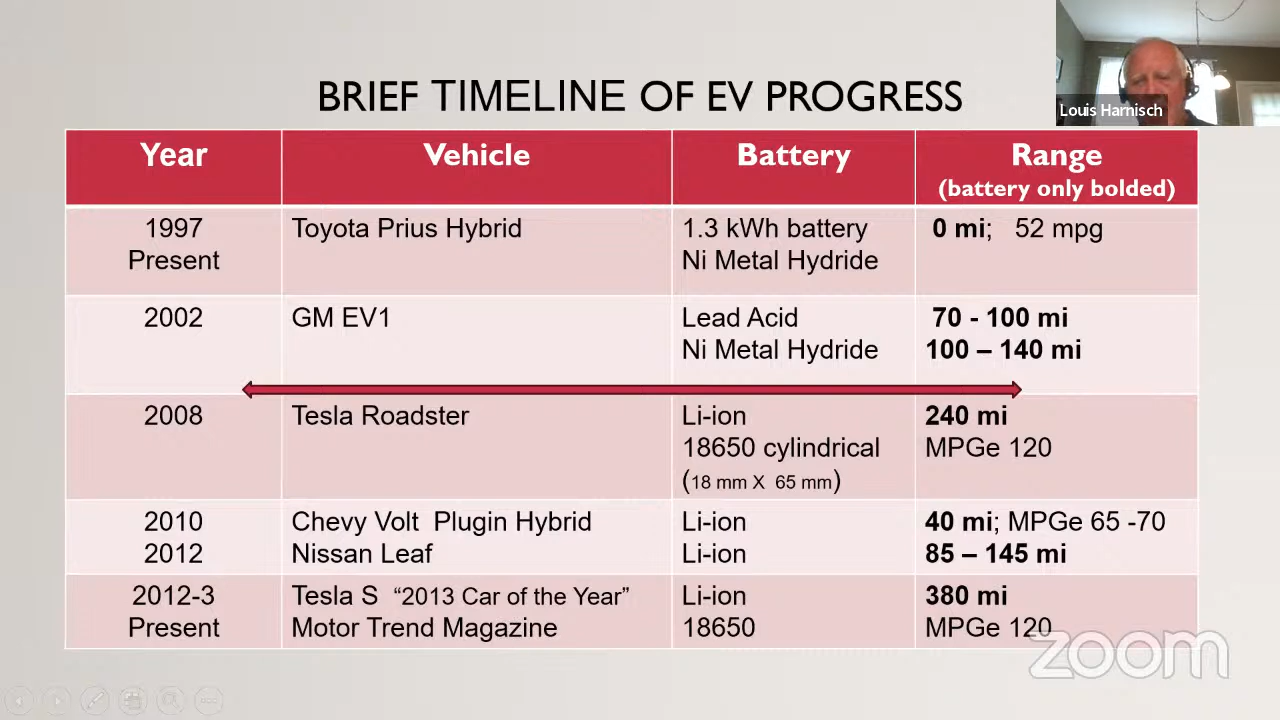 BRIEF TIMELINE OF EV PROGRESS
Louis Harnisch
Year Vehicle Battery Range
(battery only bolded)
1997 Toyota Prius Hybrid 1.3 kWh battery 0 mi; 52 mpg
Present Ni Metal Hydride
2002 GM EV1 Lead Acid 70 - 100 mi
Ni Metal Hydride 100 – 140 mi
2008 Tesla Roadster Li-ion 240 mi
18650 cylindrical MPGe 120
(18 mm X 65 mm)
2010 Chevy Volt Plugin Hybrid Li-ion 40 mi; MPGe 65 -70
2012 Nissan Leaf Li-ion 85 – 145 mi
2012-3 Tesla S “2013 Car of the Year” Li-ion 380 mi
Present Motor Trend Magazine 18650 MPGe 120
zoom